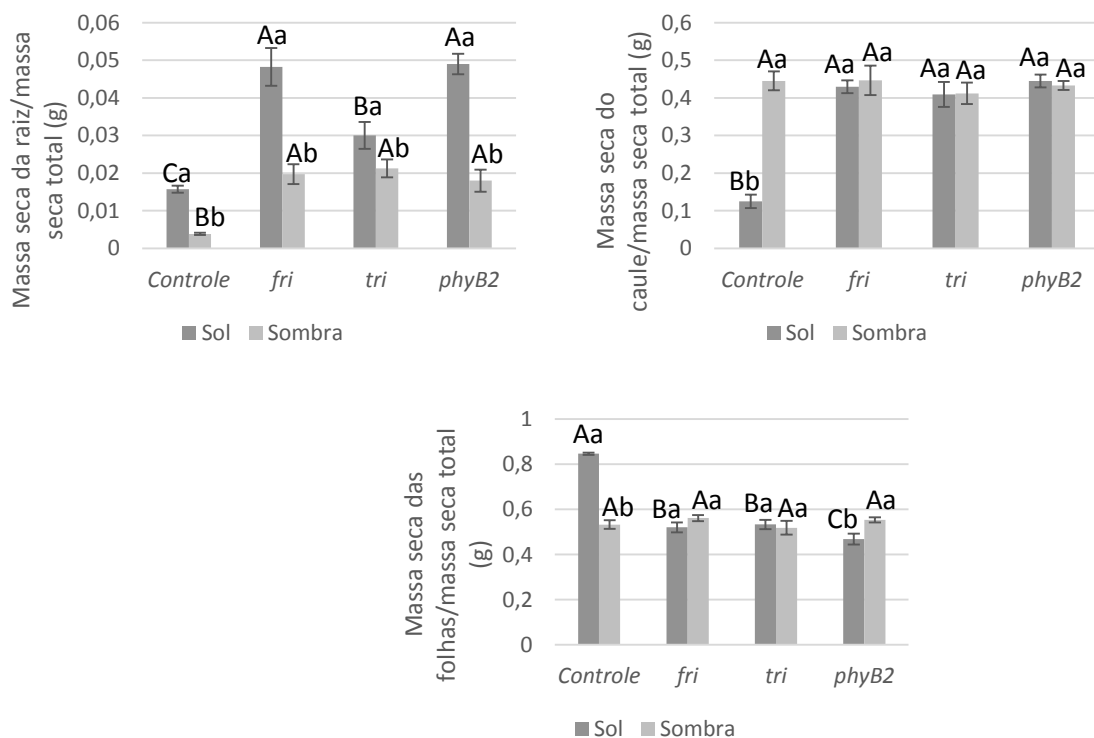 Massa seca da raiz/massa
seca total (g)
0,06
0,05
0,04
0,03
0,02
0,01
0
Ca
Bb
Aa
Ab
Ba
Ab
Aa
Ab
Controle
fri
tri
phyB2
Sol
Sombra
Massa seca do
caule/massa seca total (g)
0,6
0,5
0,4
0,3
0,2
0,1
0
Bb
Aa
Aa
Aa
Aa
Aa
Aa
Aa
Controle
fri
tri
phyB2
Sol
Sombra
Massa seca das
folhas/massa seca total
(g)
1
0,8
0,6
0,4
0,2
0
Aa
Ab
Ba
Aa
Ba
Aa
Cb
Aa
Controle
fri
tri
phyB2
Sol
Sombra